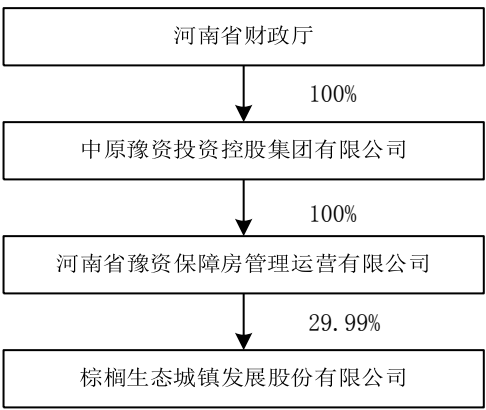 河南省财政厅
100%
中原豫资投资控股集团有限公司
100%
河南省豫资保障房管理运营有限公司
29.99%
棕榈生态城镇发展股份有限公司